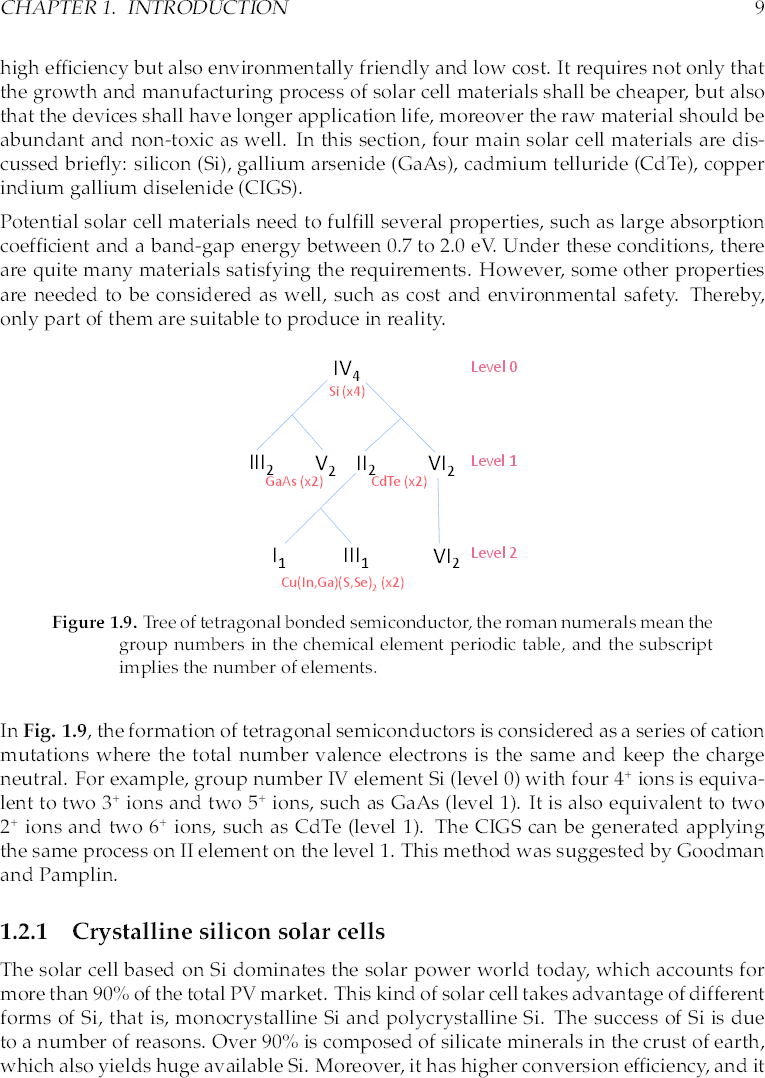 CHAPTER 1. INTRODUCTION 9
high efficiency but also environmentally friendly and low cost. It requires not only that
the growth and manufacturing process of solar cell materials shall be cheaper, but also
that the devices shall have longer application life, moreover the raw material should be
abundant and non-toxic as well. In this section, four main solar cell materials are dis-
cussed briefly: silicon (Si), gallium arsenide (GaAs), cadmium telluride (CdTe), copper
indium gallium diselenide (CIGS).
Potential solar cell materials need to fulfill several properties, such as large absorption
coefficient and a band-gap energy between 0.7 to 2.0 eV. Under these conditions, there
are quite many materials satisfying the requirements. However, some other properties
are needed to be considered as well, such as cost and environmental safety. Thereby,
only part of them are suitable to produce in reality.
IV₄ Level 0
Si (x4)
III₂ V₂ II₂ VI₂ Level 1
GaAs (x2) CdTe (x2)
I₁ III₁ VI₂ Level 2
Cu(In,Ga)(S,Se)₂ (x2)
Figure 1.9. Tree of tetragonal bonded semiconductor, the roman numerals mean the
group numbers in the chemical element periodic table, and the subscript
implies the number of elements.
In Fig. 1.9, the formation of tetragonal semiconductors is considered as a series of cation
mutations where the total number valence electrons is the same and keep the charge
neutral. For example, group number IV element Si (level 0) with four 4⁺ ions is equiva-
lent to two 3⁺ ions and two 5⁺ ions, such as GaAs (level 1). It is also equivalent to two
2⁺ ions and two 6⁺ ions, such as CdTe (level 1). The CIGS can be generated applying
the same process on II element on the level 1. This method was suggested by Goodman
and Pamplin.
1.2.1 Crystalline silicon solar cells
The solar cell based on Si dominates the solar power world today, which accounts for
more than 90% of the total PV market. This kind of solar cell takes advantage of different
forms of Si, that is, monocrystalline Si and polycrystalline Si. The success of Si is due
to a number of reasons. Over 90% is composed of silicate minerals in the crust of earth,
which also yields huge available Si. Moreover, it has higher conversion efficiency, and it